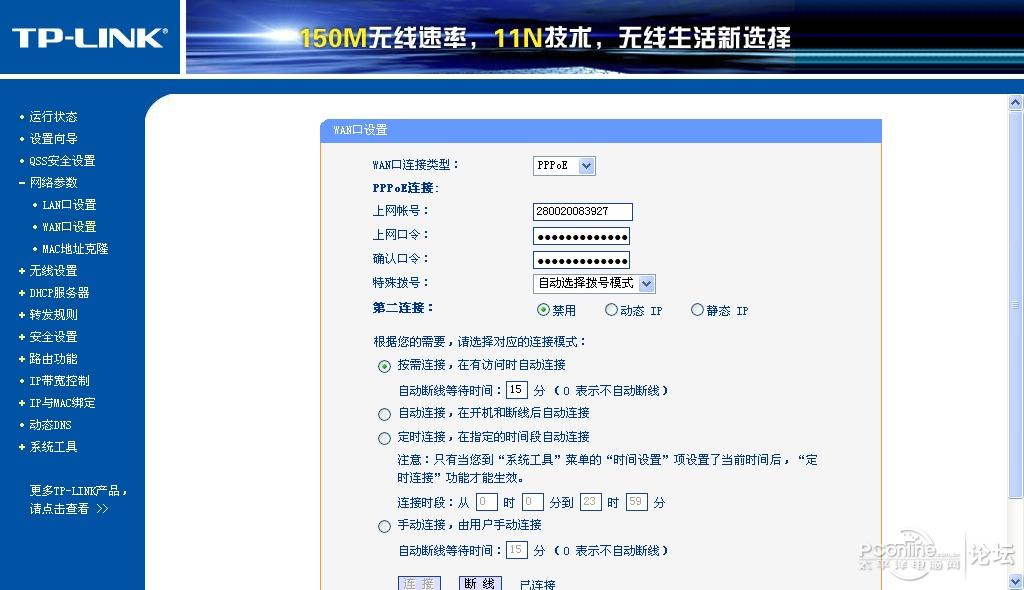 TP-LINK®
150M无线速率，11N技术，无线生活新选择
运行状态
设置向导
QSS安全设置
网络参数
LAN口设置
WAN口设置
MAC地址克隆
无线设置
DHCP服务器
转发规则
安全设置
路由功能
IP带宽控制
IP与MAC绑定
动态DNS
系统工具
更多TP-LINK产品，
请点击查看 >>
WAN口设置
WAN口连接类型： PPPoE
PPPoE连接:
上网帐号： 280020083927
上网口令： ●●●●●●●●●●●●●
确认口令： ●●●●●●●●●●●●●
特殊拨号： 自动选择拨号模式
第二连接： 禁用 动态 IP 静态 IP
根据您的需要，请选择对应的连接模式：
按需连接，在有访问时自动连接
自动断线等待时间：15 分（0 表示不自动断线）
自动连接，在开机和断线后自动连接
定时连接，在指定的时间段自动连接
注意：只有当您到“系统工具”菜单的“时间设置”项设置了当前时间后，“定
时连接”功能才能生效。
连接时段：从 0 时 0 分到 23 时 59 分
手动连接，由用户手动连接
自动断线等待时间：15 分（0 表示不自动断线）
连 接 断 线 已连接
PConline.com.cn 论坛
太平洋电脑网